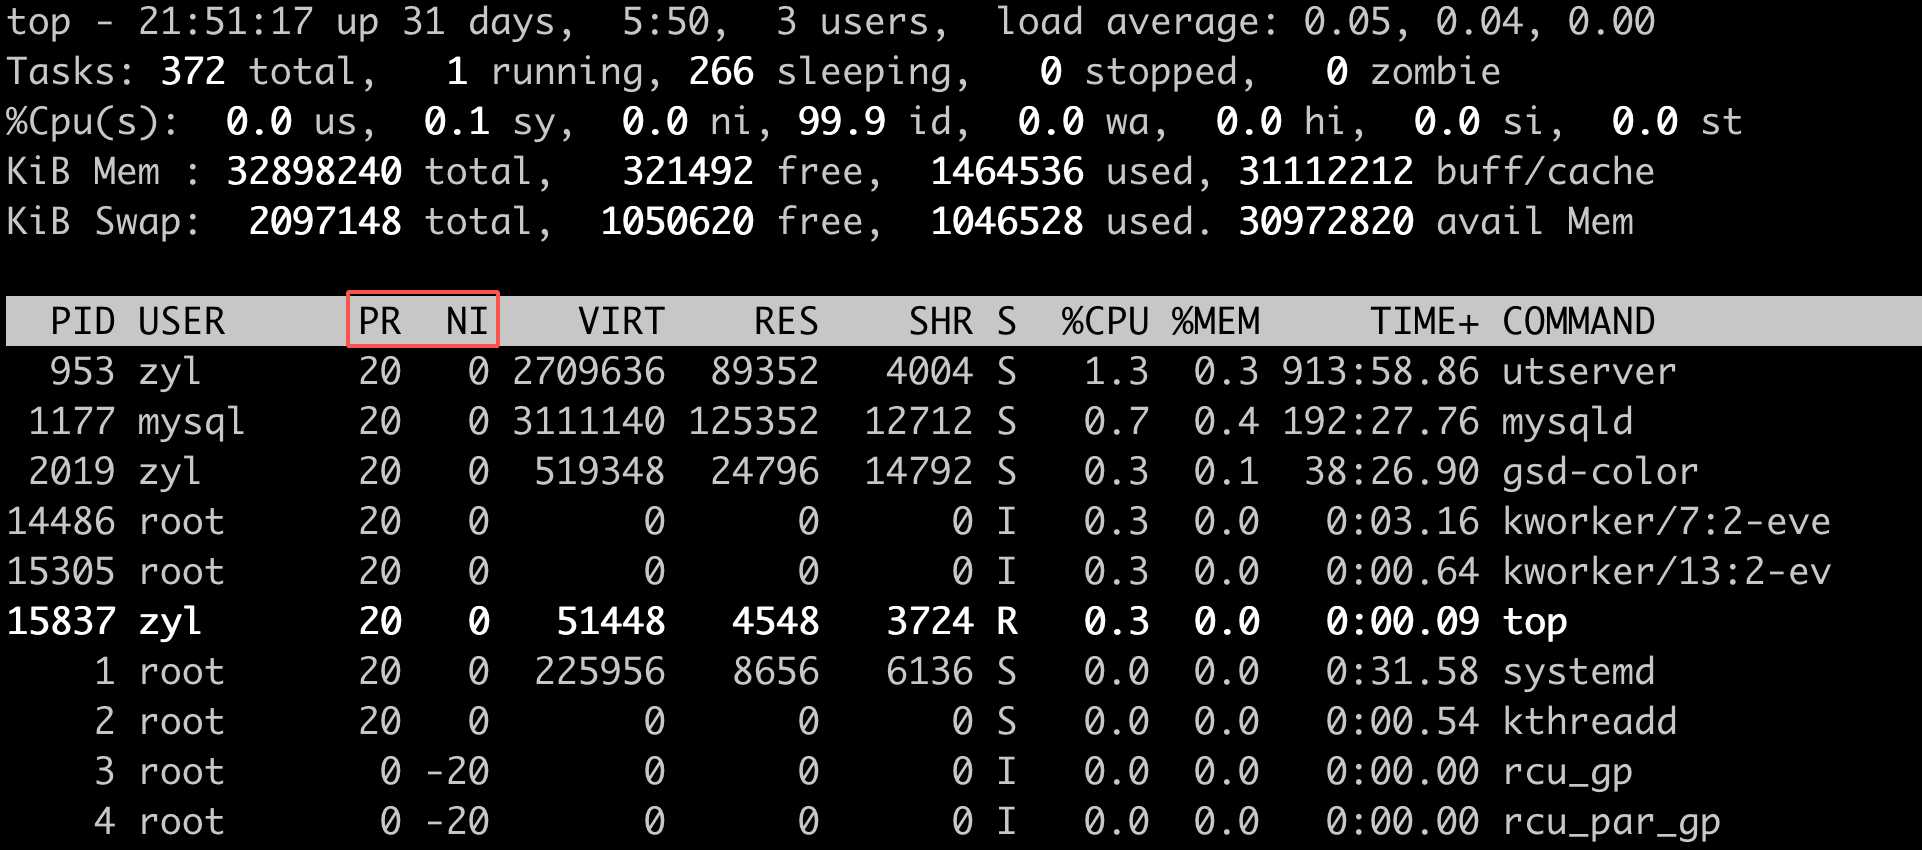 top - 21:51:17 up 31 days,  5:50,  3 users,  load average: 0.05, 0.04, 0.00
Tasks: 372 total,   1 running, 266 sleeping,   0 stopped,   0 zombie
%Cpu(s):  0.0 us,  0.1 sy,  0.0 ni, 99.9 id,  0.0 wa,  0.0 hi,  0.0 si,  0.0 st
KiB Mem : 32898240 total,   321492 free,  1464536 used, 31112212 buff/cache
KiB Swap:  2097148 total,  1050620 free,  1046528 used. 30972820 avail Mem
  PID USER      PR  NI    VIRT    RES    SHR S  %CPU %MEM     TIME+ COMMAND
  953 zyl       20   0 2709636  89352   4004 S   1.3  0.3 913:58.86 utserver
 1177 mysql     20   0 3111140 125352  12712 S   0.7  0.4 192:27.76 mysqld
 2019 zyl       20   0  519348  24796  14792 S   0.3  0.1  38:26.90 gsd-color
14486 root      20   0       0      0      0 I   0.3  0.0   0:03.16 kworker/7:2-eve
15305 root      20   0       0      0      0 I   0.3  0.0   0:00.64 kworker/13:2-ev
15837 zyl       20   0   51448   4548   3724 R   0.3  0.0   0:00.09 top
    1 root      20   0  225956   8656   6136 S   0.0  0.0   0:31.58 systemd
    2 root      20   0       0      0      0 S   0.0  0.0   0:00.54 kthreadd
    3 root       0 -20       0      0      0 I   0.0  0.0   0:00.00 rcu_gp
    4 root       0 -20       0      0      0 I   0.0  0.0   0:00.00 rcu_par_gp